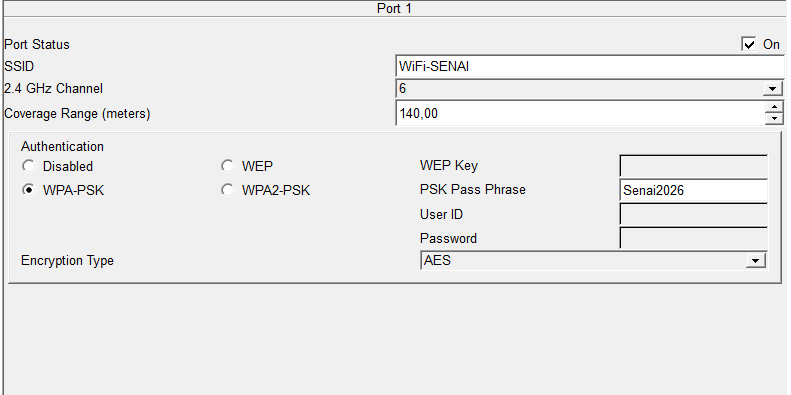 Port 1
Port Status On
SSID WiFi-SENAI
2.4 GHz Channel 6
Coverage Range (meters) 140,00
Authentication
Disabled WEP WEP Key
WPA-PSK WPA2-PSK PSK Pass Phrase Senai2026
User ID
Password
Encryption Type AES